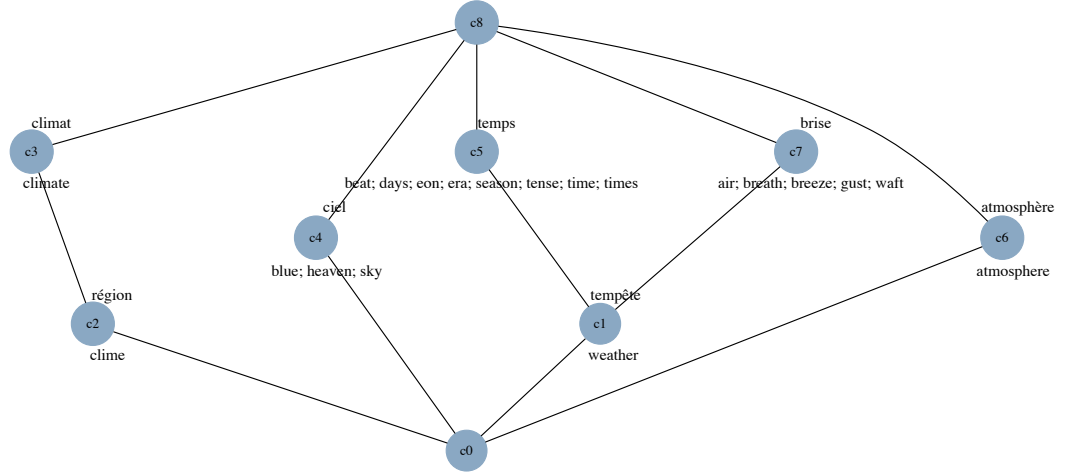 c8
climat
temps
brise
c3
c5
c7
climate
beat; days; eon; era; season; tense; time; times
air; breath; breeze; gust; waft
ciel
atmosphère
c4
c6
blue; heaven; sky
atmosphere
région
tempête
c2
c1
clime
weather
c0